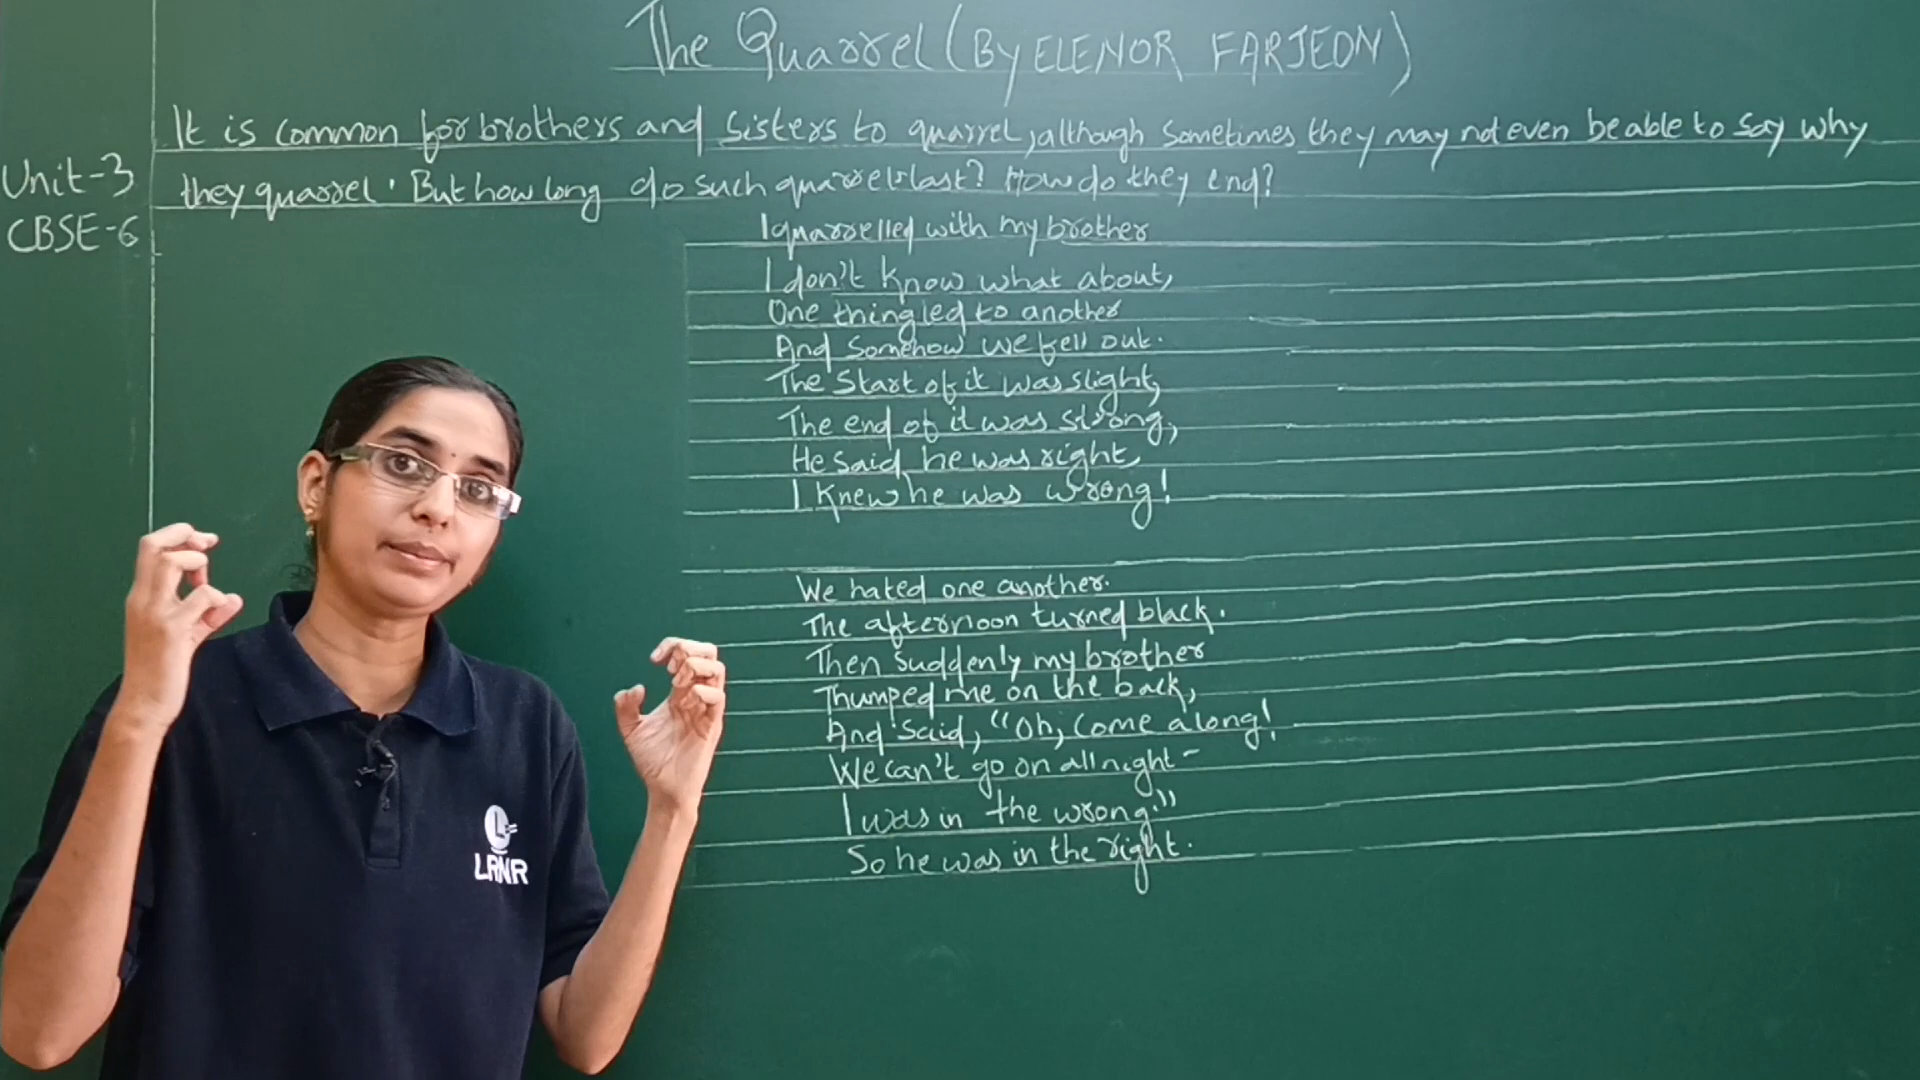 The Quarrel (BY ELENOR FARJEON)
It is common for brothers and sisters to quarrel, although sometimes they may not even be able to say why
they quarrel. But how long do such quarrels last? How do they end?
Unit-3
CBSE-6
I quarrelled with my brother
I don't know what about,
One thing led to another
And somehow we fell out.
The Start of it was slight,
The end of it was strong,
He said he was right,
I knew he was wrong!
We hated one another.
The afternoon turned black.
Then suddenly my brother
Thumped me on the back,
And said, "Oh, come along!
We can't go on all night-
I was in the wrong."
So he was in the right.
LRNR